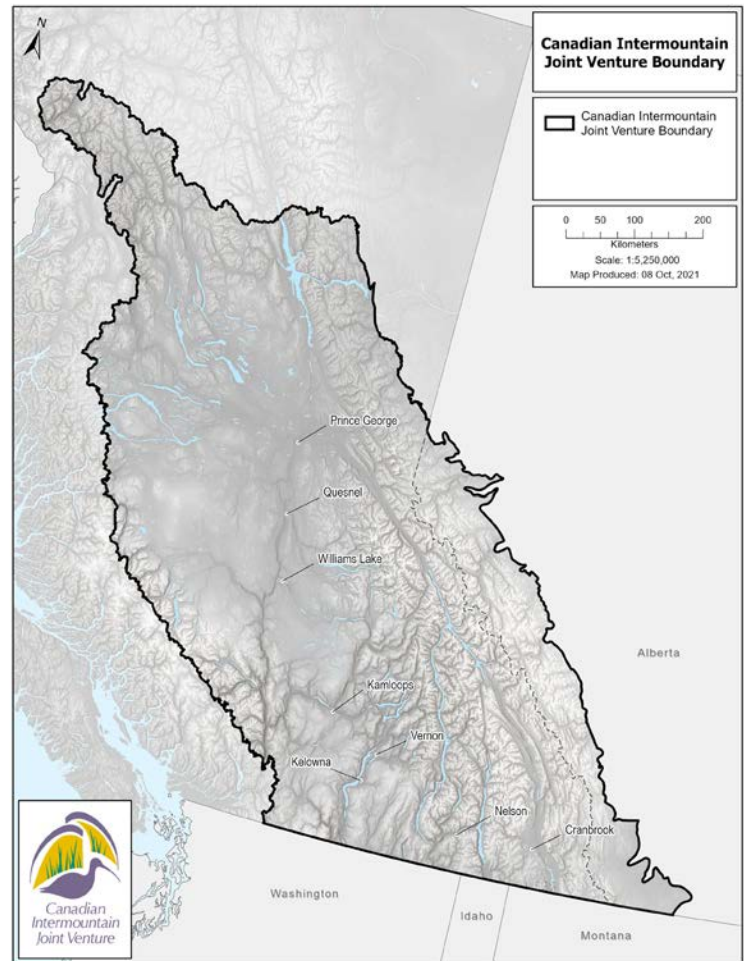 N
Canadian Intermountain
Joint Venture Boundary
Canadian Intermountain
Joint Venture Boundary
0 50 100 200
Kilometers
Scale: 1:5,250,000
Map Produced: 08 Oct, 2021
Prince George
Quesnel
Williams Lake
Alberta
Kamloops
Vernon
Kelowna
Nelson
Cranbrook
Washington
Idaho
Montana
Canadian
Intermountain
Joint Venture